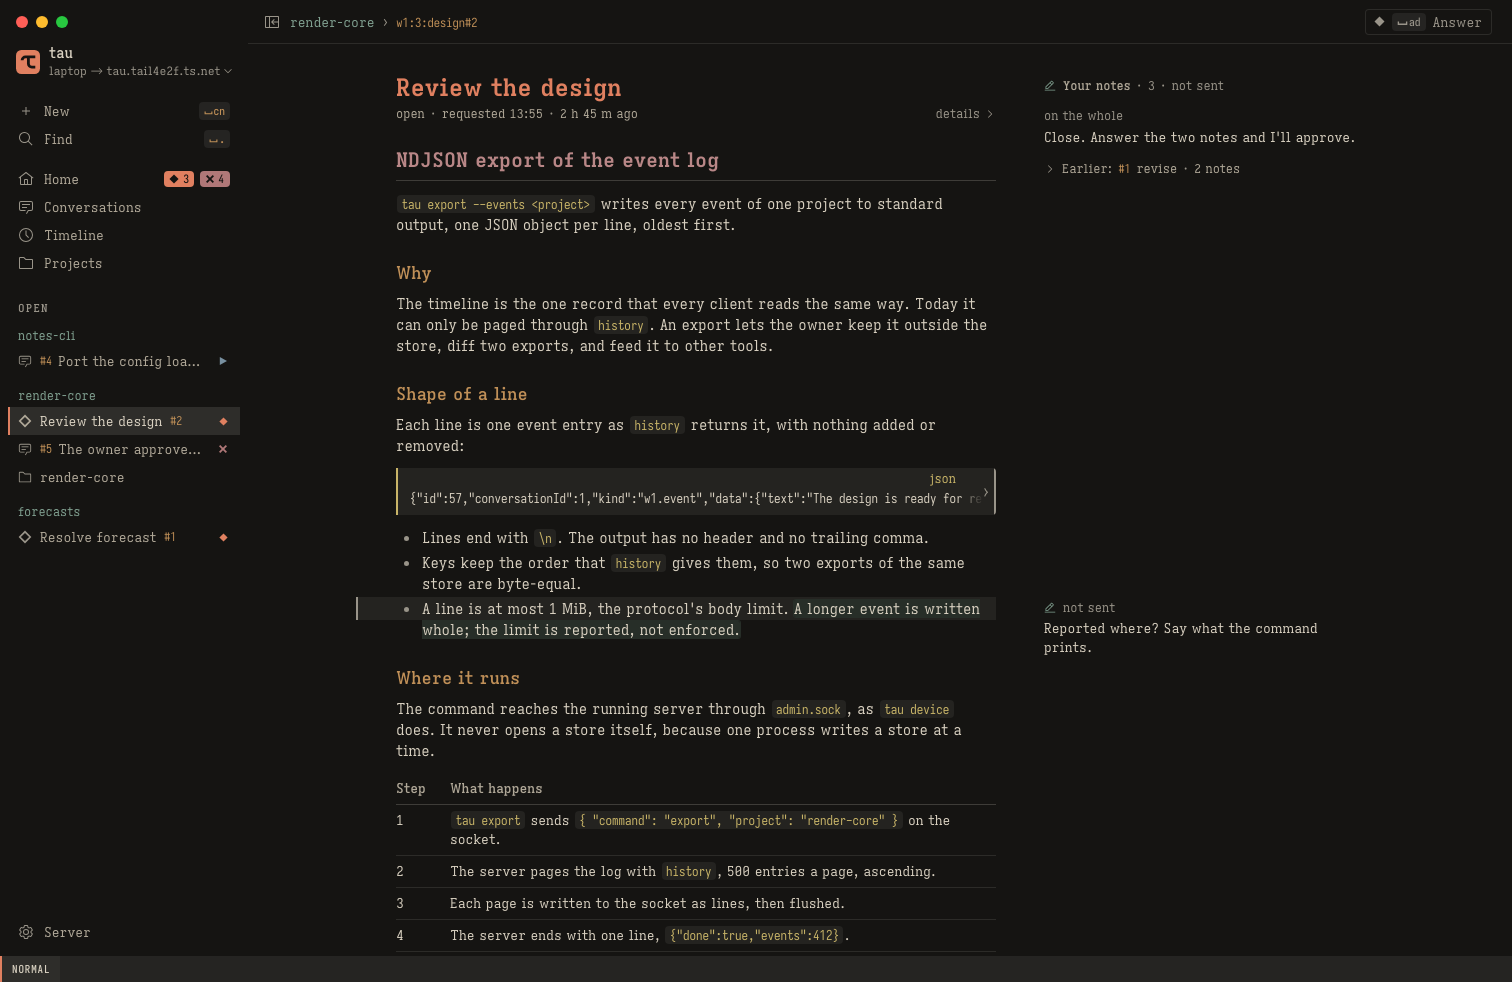 tau
laptop → tau.tail4e2f.ts.net
+ New ⎵cn
Find ⎵.
Home ◆ 3 ✕ 4
Conversations
Timeline
Projects
OPEN
notes-cli
#4 Port the config loa...
render-core
Review the design #2
#5 The owner approve...
render-core
forecasts
Resolve forecast #1
Server
NORMAL
render-core › w1:3:design#2
◆ ⎵ad Answer
Review the design
open · requested 13:55 · 2 h 45 m ago
details ›
NDJSON export of the event log
tau export --events <project> writes every event of one project to standard
output, one JSON object per line, oldest first.
Why
The timeline is the one record that every client reads the same way. Today it
can only be paged through history. An export lets the owner keep it outside the
store, diff two exports, and feed it to other tools.
Shape of a line
Each line is one event entry as history returns it, with nothing added or
removed:
json
{"id":57,"conversationId":1,"kind":"w1.event","data":{"text":"The design is ready for re
• Lines end with \n. The output has no header and no trailing comma.
• Keys keep the order that history gives them, so two exports of the same
store are byte-equal.
• A line is at most 1 MiB, the protocol's body limit. A longer event is written
whole; the limit is reported, not enforced.
Where it runs
The command reaches the running server through admin.sock, as tau device
does. It never opens a store itself, because one process writes a store at a
time.
Step What happens
1 tau export sends { "command": "export", "project": "render-core" } on the
socket.
2 The server pages the log with history, 500 entries a page, ascending.
3 Each page is written to the socket as lines, then flushed.
4 The server ends with one line, {"done":true,"events":412}.
Your notes · 3 · not sent
on the whole
Close. Answer the two notes and I'll approve.
› Earlier: #1 revise · 2 notes
not sent
Reported where? Say what the command
prints.